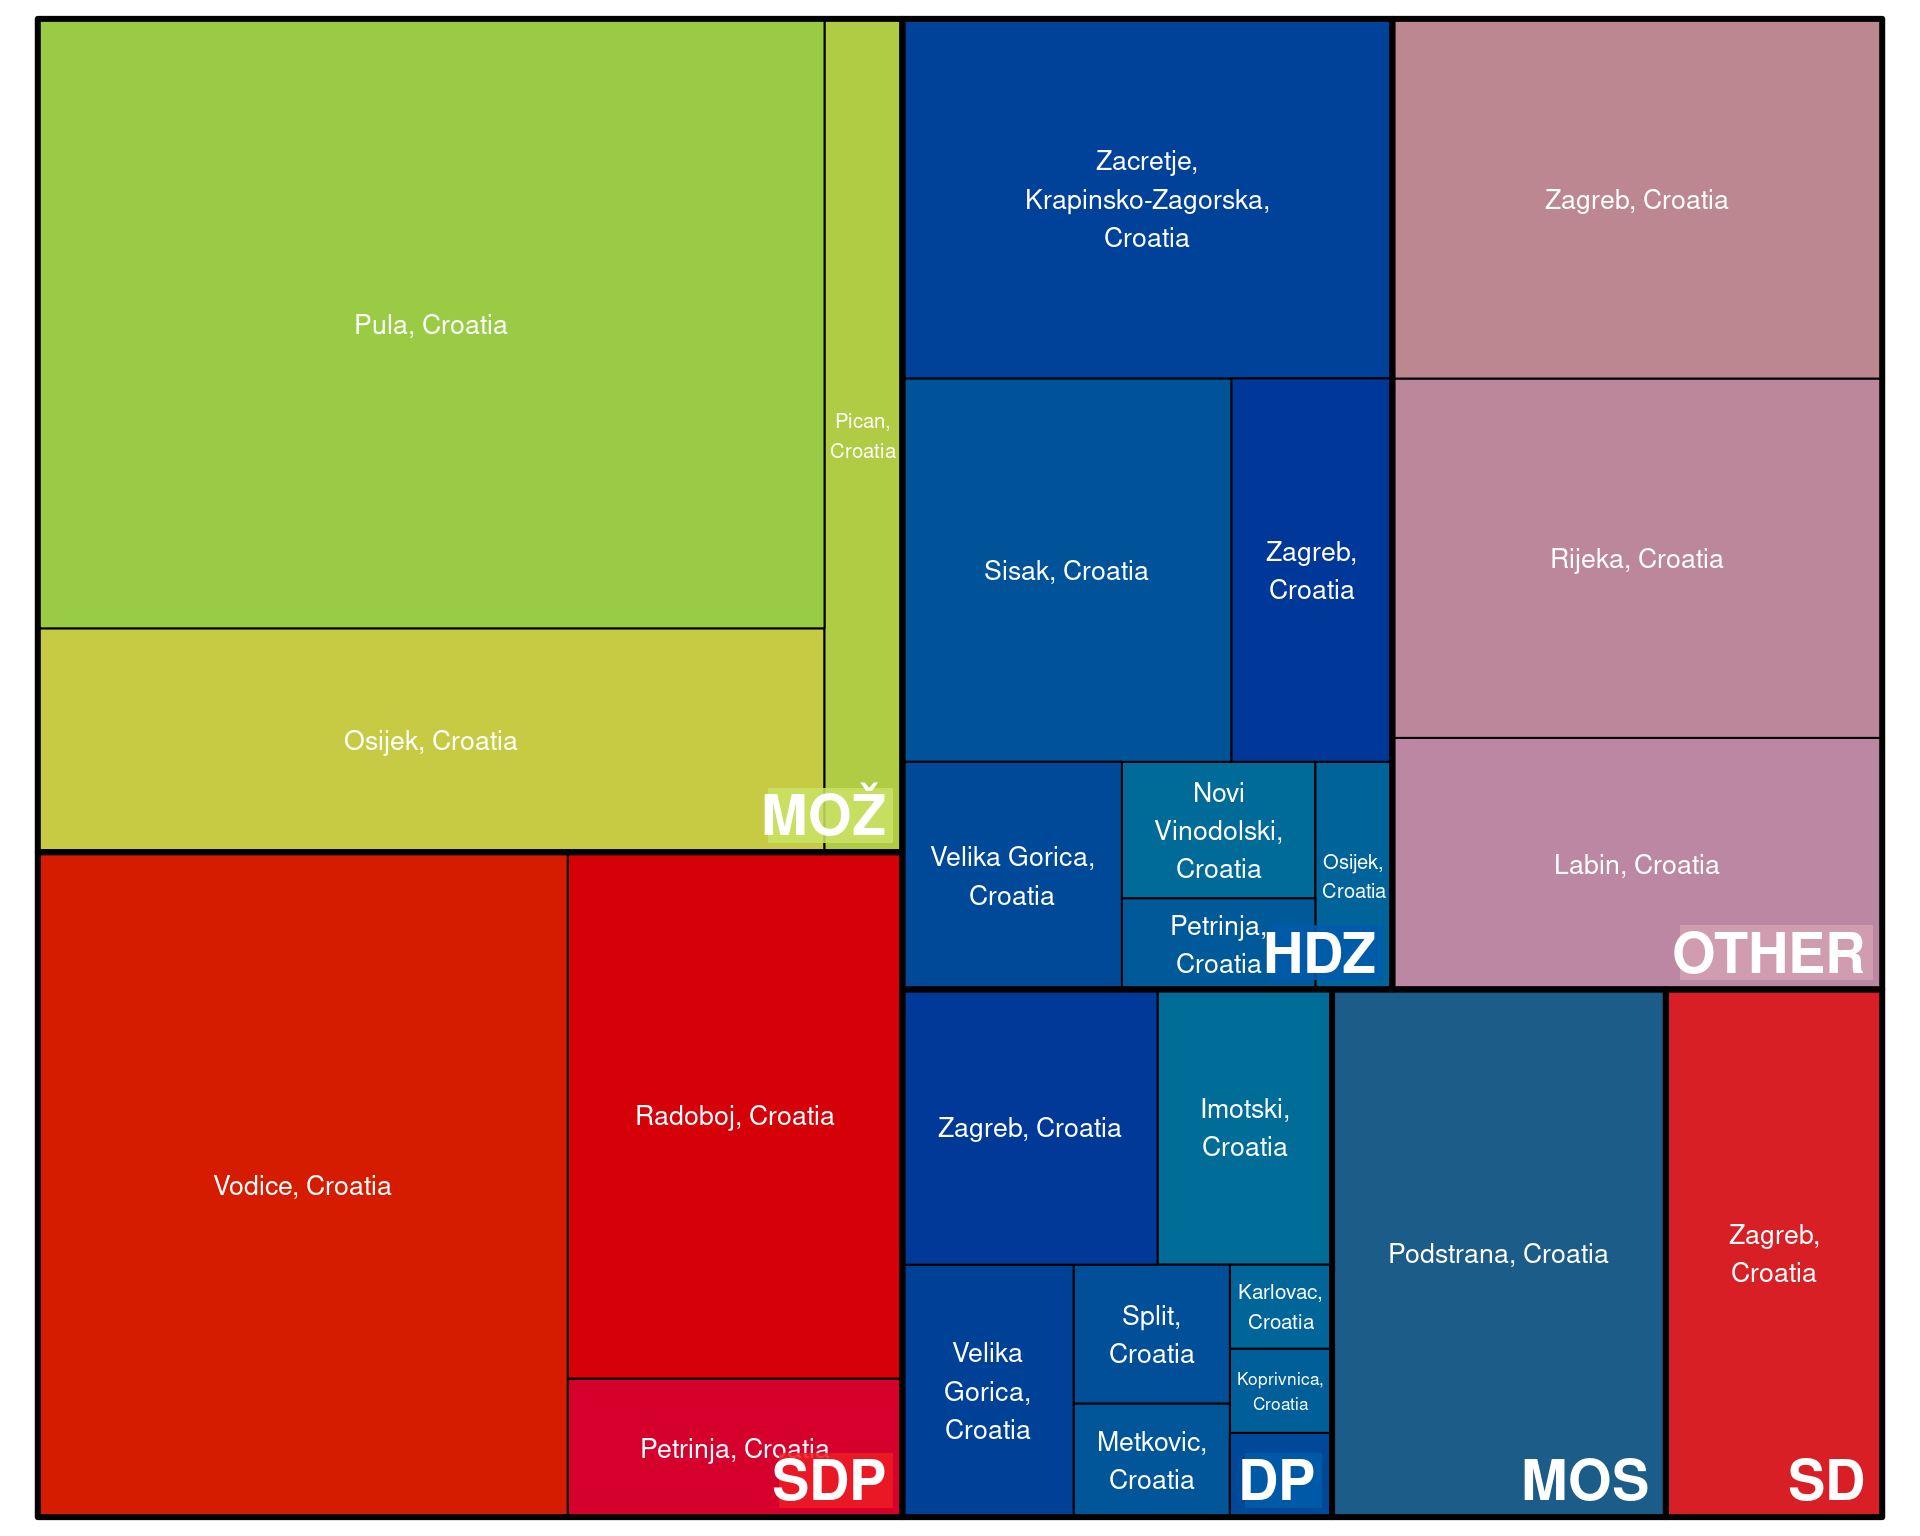 Pula, Croatia
Pican,
Croatia
Osijek, Croatia
MOŽ
Zacretje,
Krapinsko-Zagorska,
Croatia
Sisak, Croatia
Zagreb,
Croatia
Velika Gorica,
Croatia
Novi
Vinodolski,
Croatia
Petrinja,
Croatia
Osijek,
Croatia
HDZ
Zagreb, Croatia
Rijeka, Croatia
Labin, Croatia
OTHER
Vodice, Croatia
Radoboj, Croatia
Petrinja, Croatia
SDP
Zagreb, Croatia
Imotski,
Croatia
Velika
Gorica,
Croatia
Split,
Croatia
Metkovic,
Croatia
Karlovac,
Croatia
Koprivnica,
Croatia
DP
Podstrana, Croatia
MOS
Zagreb,
Croatia
SD